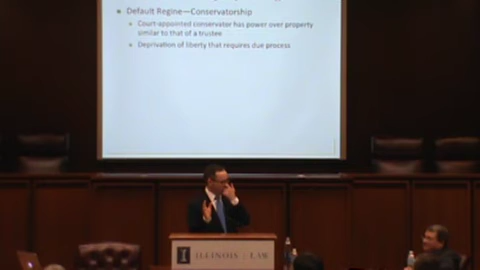 Default Regine—Conservatorship
Court-appointed conservator has power over property
similar to that of a trustee
Deprivation of liberty that requires due process
I ILLINOIS LAW